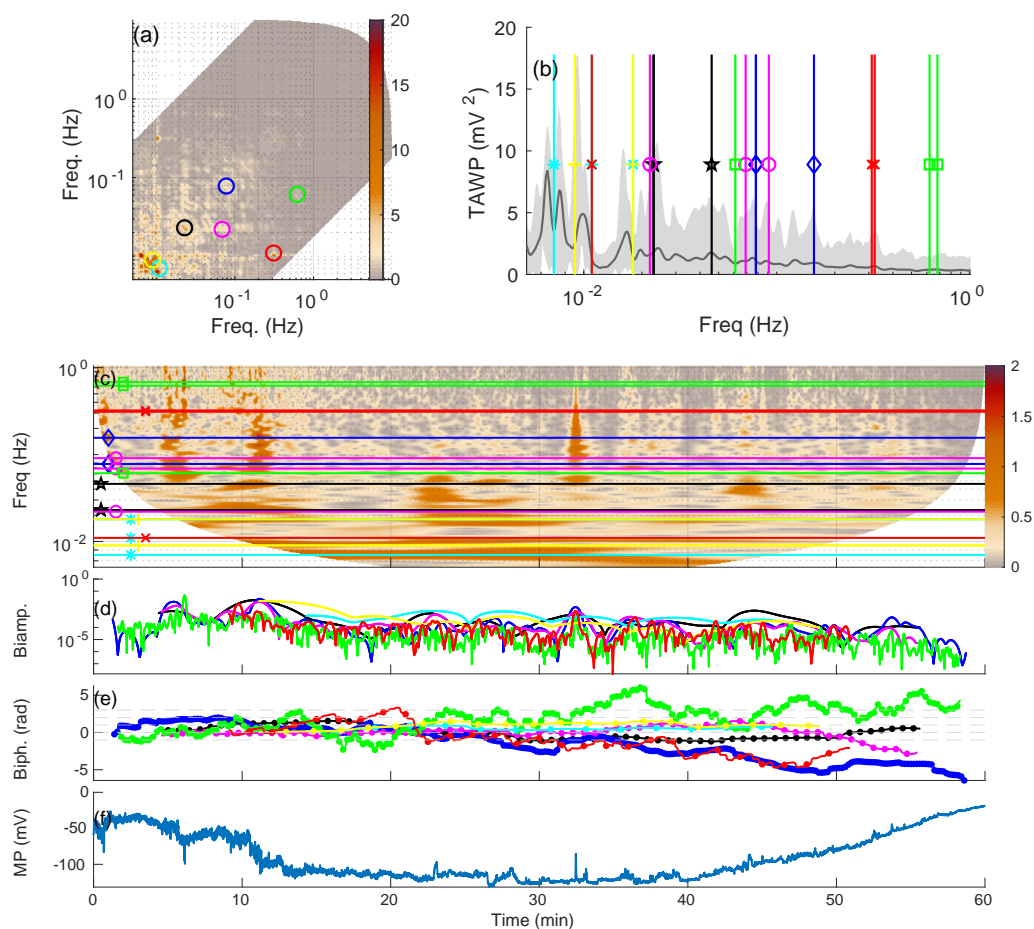 (a)
Freq. (Hz)
10^0
10^-1
10^-1
10^0
Freq. (Hz)
20
15
10
5
0
(b)
TAWP (mV^2)
15
10
5
0
10^-2
10^0
Freq (Hz)
(c)
Freq (Hz)
10^0
10^-2
2
1.5
1
0.5
0
(d)
Biamp.
10^0
10^-5
(e)
Biph. (rad)
5
0
-5
(f)
MP (mV)
0
-50
-100
0 10 20 30 40 50 60
Time (min)